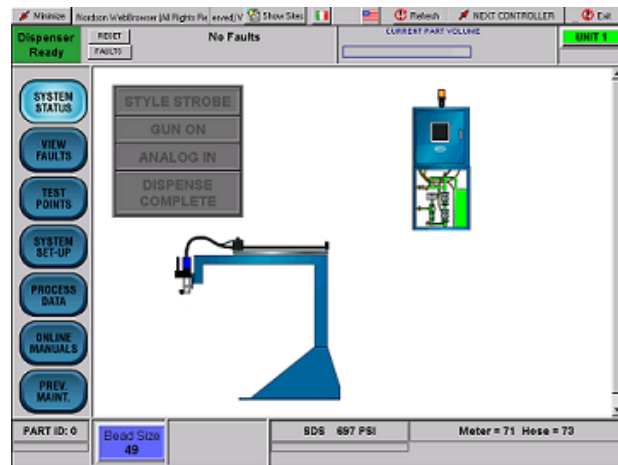 Minimize
Nordson WebBrowser (All Rights Re
erved/V
Show Sites
Refresh
NEXT CONTROLLER
Exit
Dispenser
Ready
RESET
FAULTS
No Faults
CURRENT PART VOLUME
UNIT 1
SYSTEM
STATUS
VIEW
FAULTS
TEST
POINTS
SYSTEM
SET-UP
PROCESS
DATA
ONLINE
MANUALS
PREV.
MAINT.
STYLE STROBE
GUN ON
ANALOG IN
DISPENSE
COMPLETE
PART ID: 0
Bead Size
49
SDS 697 PSI
Meter = 71 Hose = 73